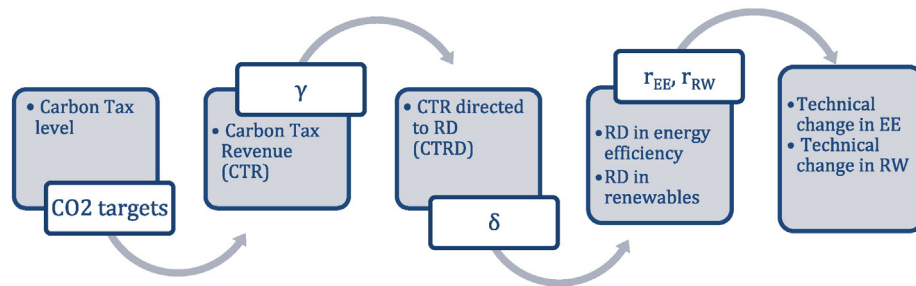 • Carbon Tax
level
CO2 targets
γ
• Carbon Tax
Revenue
(CTR)
• CTR directed
to RD
(CTRD)
δ
r_EE, r_RW
• RD in energy
efficiency
• RD in
renewables
•Technical
change in EE
• Technical
change in RW